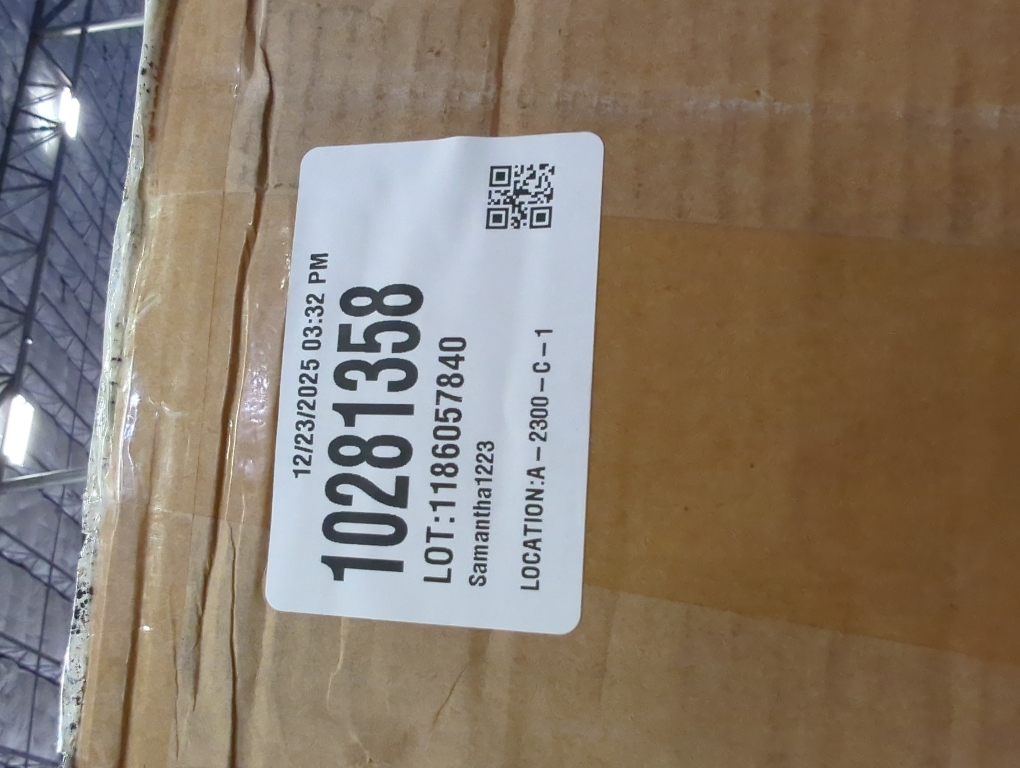 12/23/2025 03:32 PM
10281358
LOT:1186057840
Samantha1223
LOCATION:A-2300-C-1